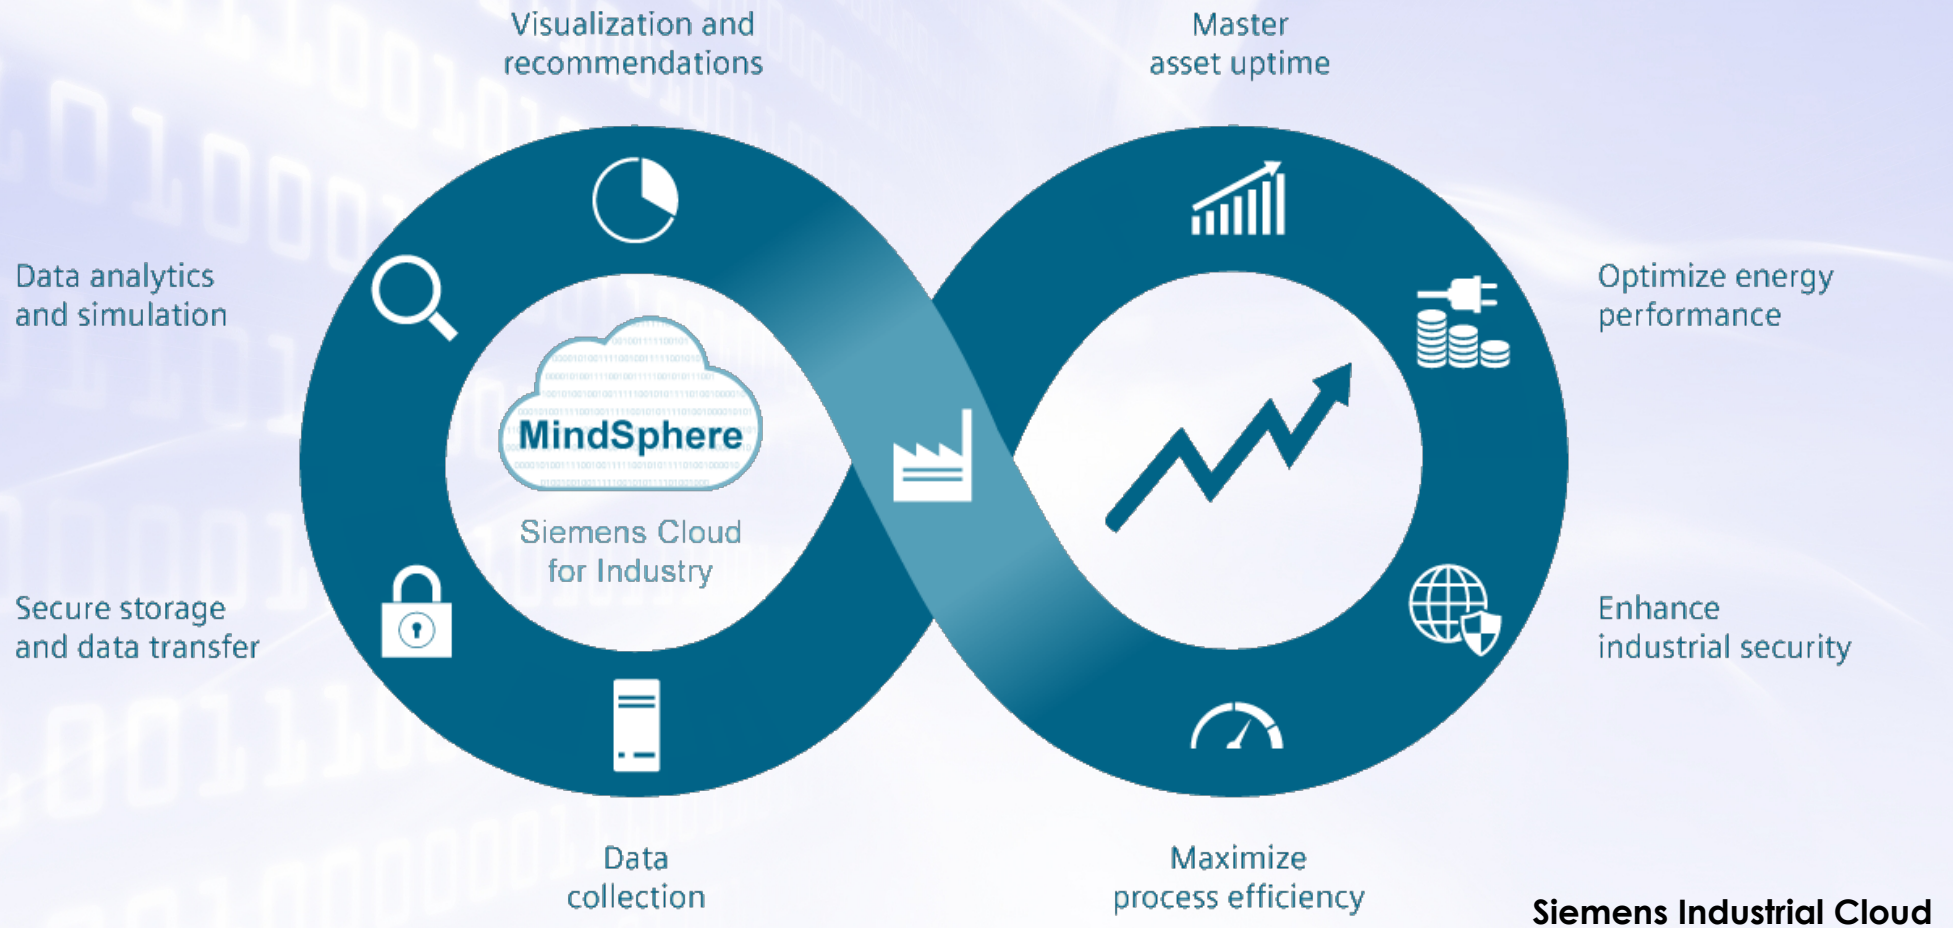 Visualization and
recommendations
Master
asset uptime
Data analytics
and simulation
Optimize energy
performance
MindSphere
Siemens Cloud
for Industry
Secure storage
and data transfer
Enhance
industrial security
Data
collection
Maximize
process efficiency
Siemens Industrial Cloud